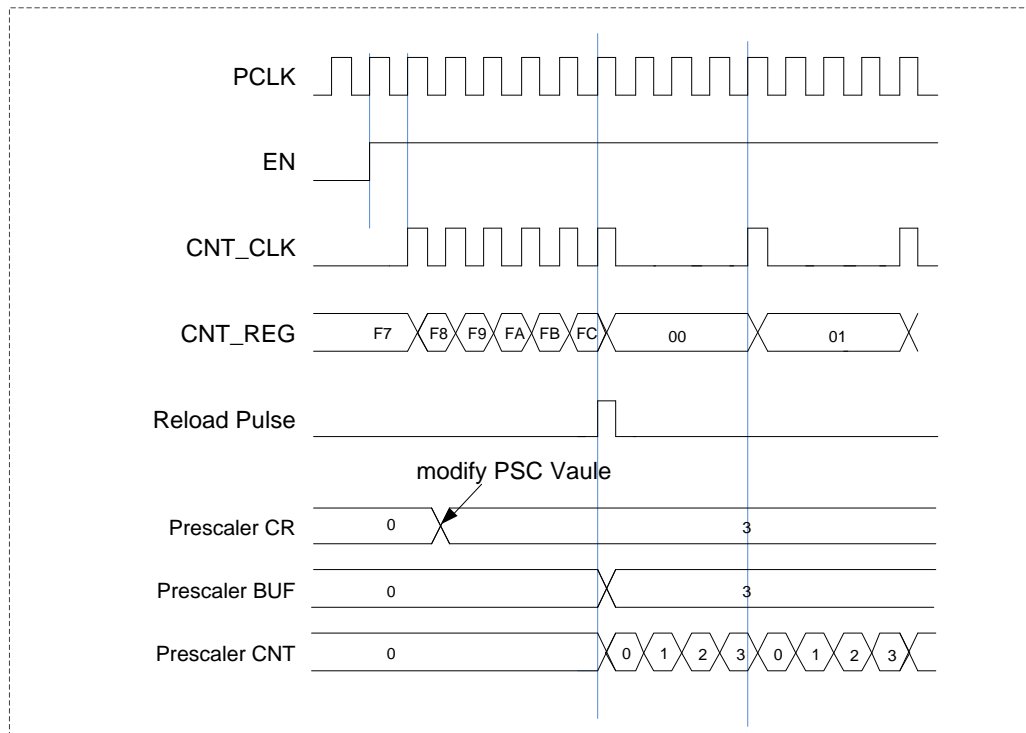 PCLK
EN
CNT_CLK
CNT_REG F7 F8 F9 FA FB FC 00 01
Reload Pulse
modify PSC Vaule
Prescaler CR 0 3
Prescaler BUF 0 3
Prescaler CNT 0 0 1 2 3 0 1 2 3